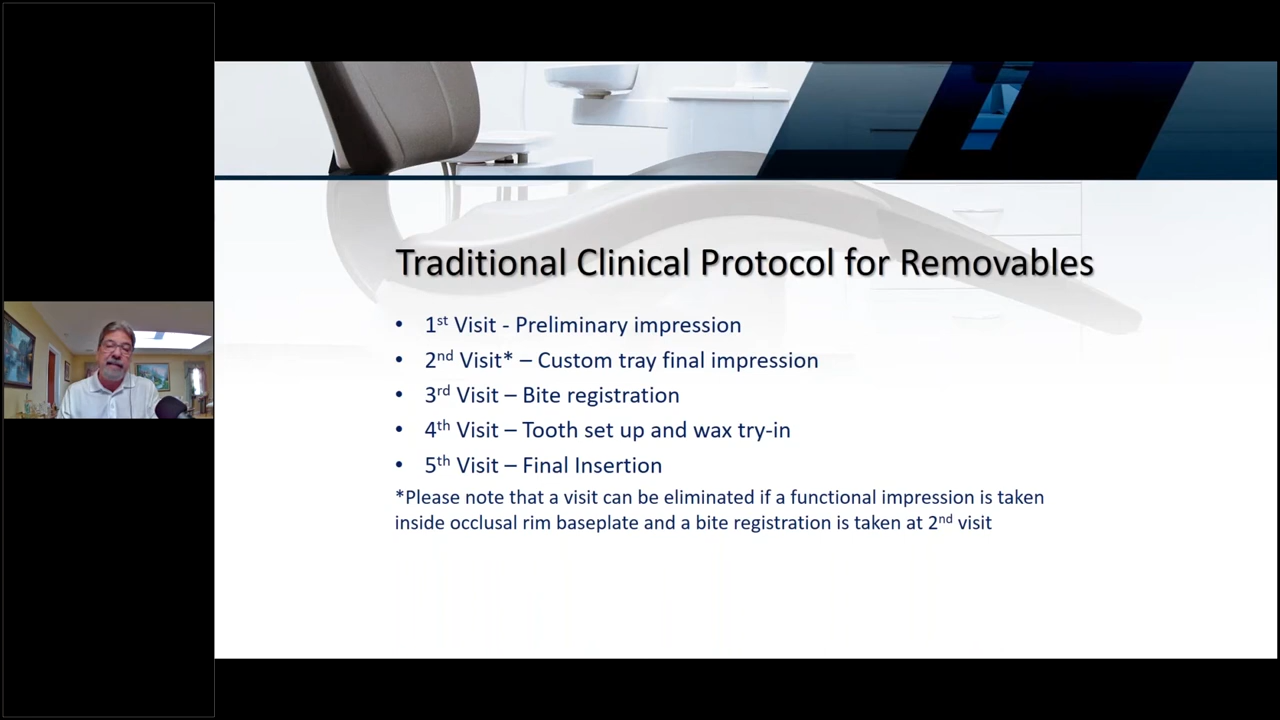 Traditional Clinical Protocol for Removables
• 1st Visit - Preliminary impression
• 2nd Visit* – Custom tray final impression
• 3rd Visit – Bite registration
• 4th Visit – Tooth set up and wax try-in
• 5th Visit – Final Insertion
*Please note that a visit can be eliminated if a functional impression is taken
inside occlusal rim baseplate and a bite registration is taken at 2nd visit